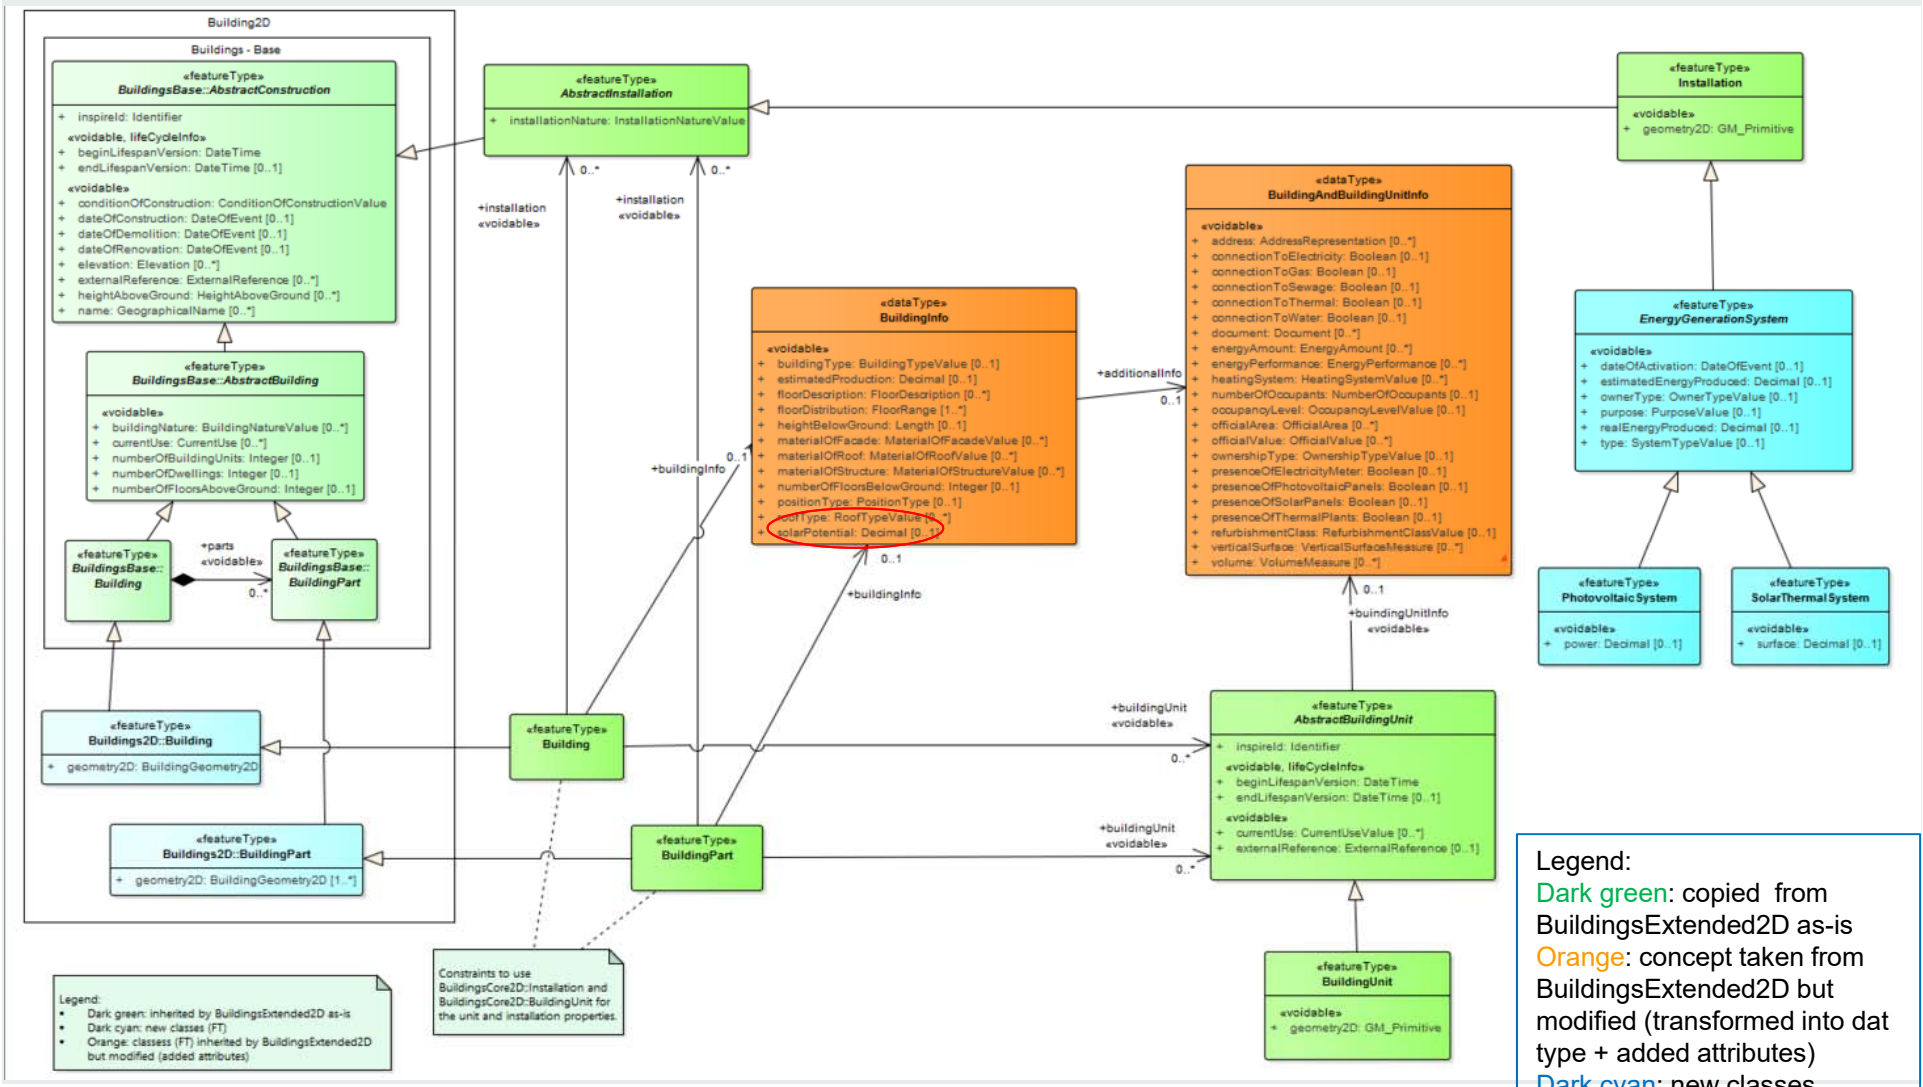 Building2D
Buildings - Base
«featureType»
BuildingsBase::AbstractConstruction
+ inspireId: Identifier
«voidable, lifeCycleInfo»
+ beginLifespanVersion: DateTime
+ endLifespanVersion: DateTime [0..1]
«voidable»
+ conditionOfConstruction: ConditionOfConstructionValue
+ dateOfConstruction: DateOfEvent [0..1]
+ dateOfDemolition: DateOfEvent [0..1]
+ dateOfRenovation: DateOfEvent [0..1]
+ elevation: Elevation [0..*]
+ externalReference: ExternalReference [0..*]
+ heightAboveGround: HeightAboveGround [0..*]
+ name: GeographicalName [0..*]
«featureType»
BuildingsBase::AbstractBuilding
«voidable»
+ buildingNature: BuildingNatureValue [0..*]
+ currentUse: CurrentUse [0..*]
+ numberOfBuildingUnits: Integer [0..1]
+ numberOfDwellings: Integer [0..1]
+ numberOfFloorsAboveGround: Integer [0..1]
«featureType»
BuildingsBase::
Building
+parts
«voidable»
0..*
«featureType»
BuildingsBase::
BuildingPart
«featureType»
Buildings2D::Building
+ geometry2D: BuildingGeometry2D
«featureType»
Buildings2D::BuildingPart
+ geometry2D: BuildingGeometry2D [1..*]
Legend:
• Dark green: inherited by BuildingsExtended2D as-is
• Dark cyan: new classes (FT)
• Orange: classess (FT) inherited by BuildingsExtended2D
but modified (added attributes)
«featureType»
AbstractInstallation
+ installationNature: InstallationNatureValue
0..*
0..*
+installation
«voidable»
+installation
«voidable»
«featureType»
Building
«featureType»
BuildingPart
Constraints to use
BuildingsCore2D::Installation and
BuildingsCore2D::BuildingUnit for
the unit and installation properties.
«dataType»
BuildingInfo
«voidable»
+ buildingType: BuildingTypeValue [0..1]
+ estimatedProduction: Decimal [0..1]
+ floorDescription: FloorDescription [0..*]
+ floorDistribution: FloorRange [1..*]
+ heightBelowGround: Length [0..1]
+ materialOfFacade: MaterialOfFacadeValue [0..*]
+ materialOfRoof: MaterialOfRoofValue [0..*]
+ materialOfStructure: MaterialOfStructureValue [0..*]
+ numberOfFloorsBelowGround: Integer [0..1]
+ positionType: PositionType [0..1]
+ roofType: RoofTypeValue [0..*]
+ solarPotential: Decimal [0..1]
0..1
+buildingInfo
0..1
+buildingInfo
+additionalInfo
0..1
«dataType»
BuildingAndBuildingUnitInfo
«voidable»
+ address: AddressRepresentation [0..*]
+ connectionToElectricity: Boolean [0..1]
+ connectionToGas: Boolean [0..1]
+ connectionToSewage: Boolean [0..1]
+ connectionToThermal: Boolean [0..1]
+ connectionToWater: Boolean [0..1]
+ document: Document [0..*]
+ energyAmount: EnergyAmount [0..*]
+ energyPerformance: EnergyPerformance [0..*]
+ heatingSystem: HeatingSystemValue [0..*]
+ numberOfOccupants: NumberOfOccupants [0..1]
+ occupancyLevel: OccupancyLevelValue [0..1]
+ officialArea: OfficialArea [0..*]
+ officialValue: OfficialValue [0..*]
+ ownershipType: OwnershipTypeValue [0..1]
+ presenceOfElectricityMeter: Boolean [0..1]
+ presenceOfPhotovoltaicPanels: Boolean [0..1]
+ presenceOfSolarPanels: Boolean [0..1]
+ presenceOfThermalPlants: Boolean [0..1]
+ refurbishmentClass: RefurbishmentClassValue [0..1]
+ verticalSurface: VerticalSurfaceMeasure [0..*]
+ volume: VolumeMeasure [0..*]
0..1
+buindingUnitInfo
«voidable»
+buildingUnit
«voidable»
0..*
+buildingUnit
«voidable»
0..*
«featureType»
AbstractBuildingUnit
+ inspireId: Identifier
«voidable, lifeCycleInfo»
+ beginLifespanVersion: DateTime
+ endLifespanVersion: DateTime [0..1]
«voidable»
+ currentUse: CurrentUseValue [0..*]
+ externalReference: ExternalReference [0..1]
«featureType»
BuildingUnit
«voidable»
+ geometry2D: GM_Primitive
«featureType»
Installation
«voidable»
+ geometry2D: GM_Primitive
«featureType»
EnergyGenerationSystem
«voidable»
+ dateOfActivation: DateOfEvent [0..1]
+ estimatedEnergyProduced: Decimal [0..1]
+ ownerType: OwnerTypeValue [0..1]
+ purpose: PurposeValue [0..1]
+ realEnergyProduced: Decimal [0..1]
+ type: SystemTypeValue [0..1]
«featureType»
PhotovoltaicSystem
«voidable»
+ power: Decimal [0..1]
«featureType»
SolarThermalSystem
«voidable»
+ surface: Decimal [0..1]
Legend:
Dark green: copied from
BuildingsExtended2D as-is
Orange: concept taken from
BuildingsExtended2D but
modified (transformed into dat
type + added attributes)
Dark cyan: new classes